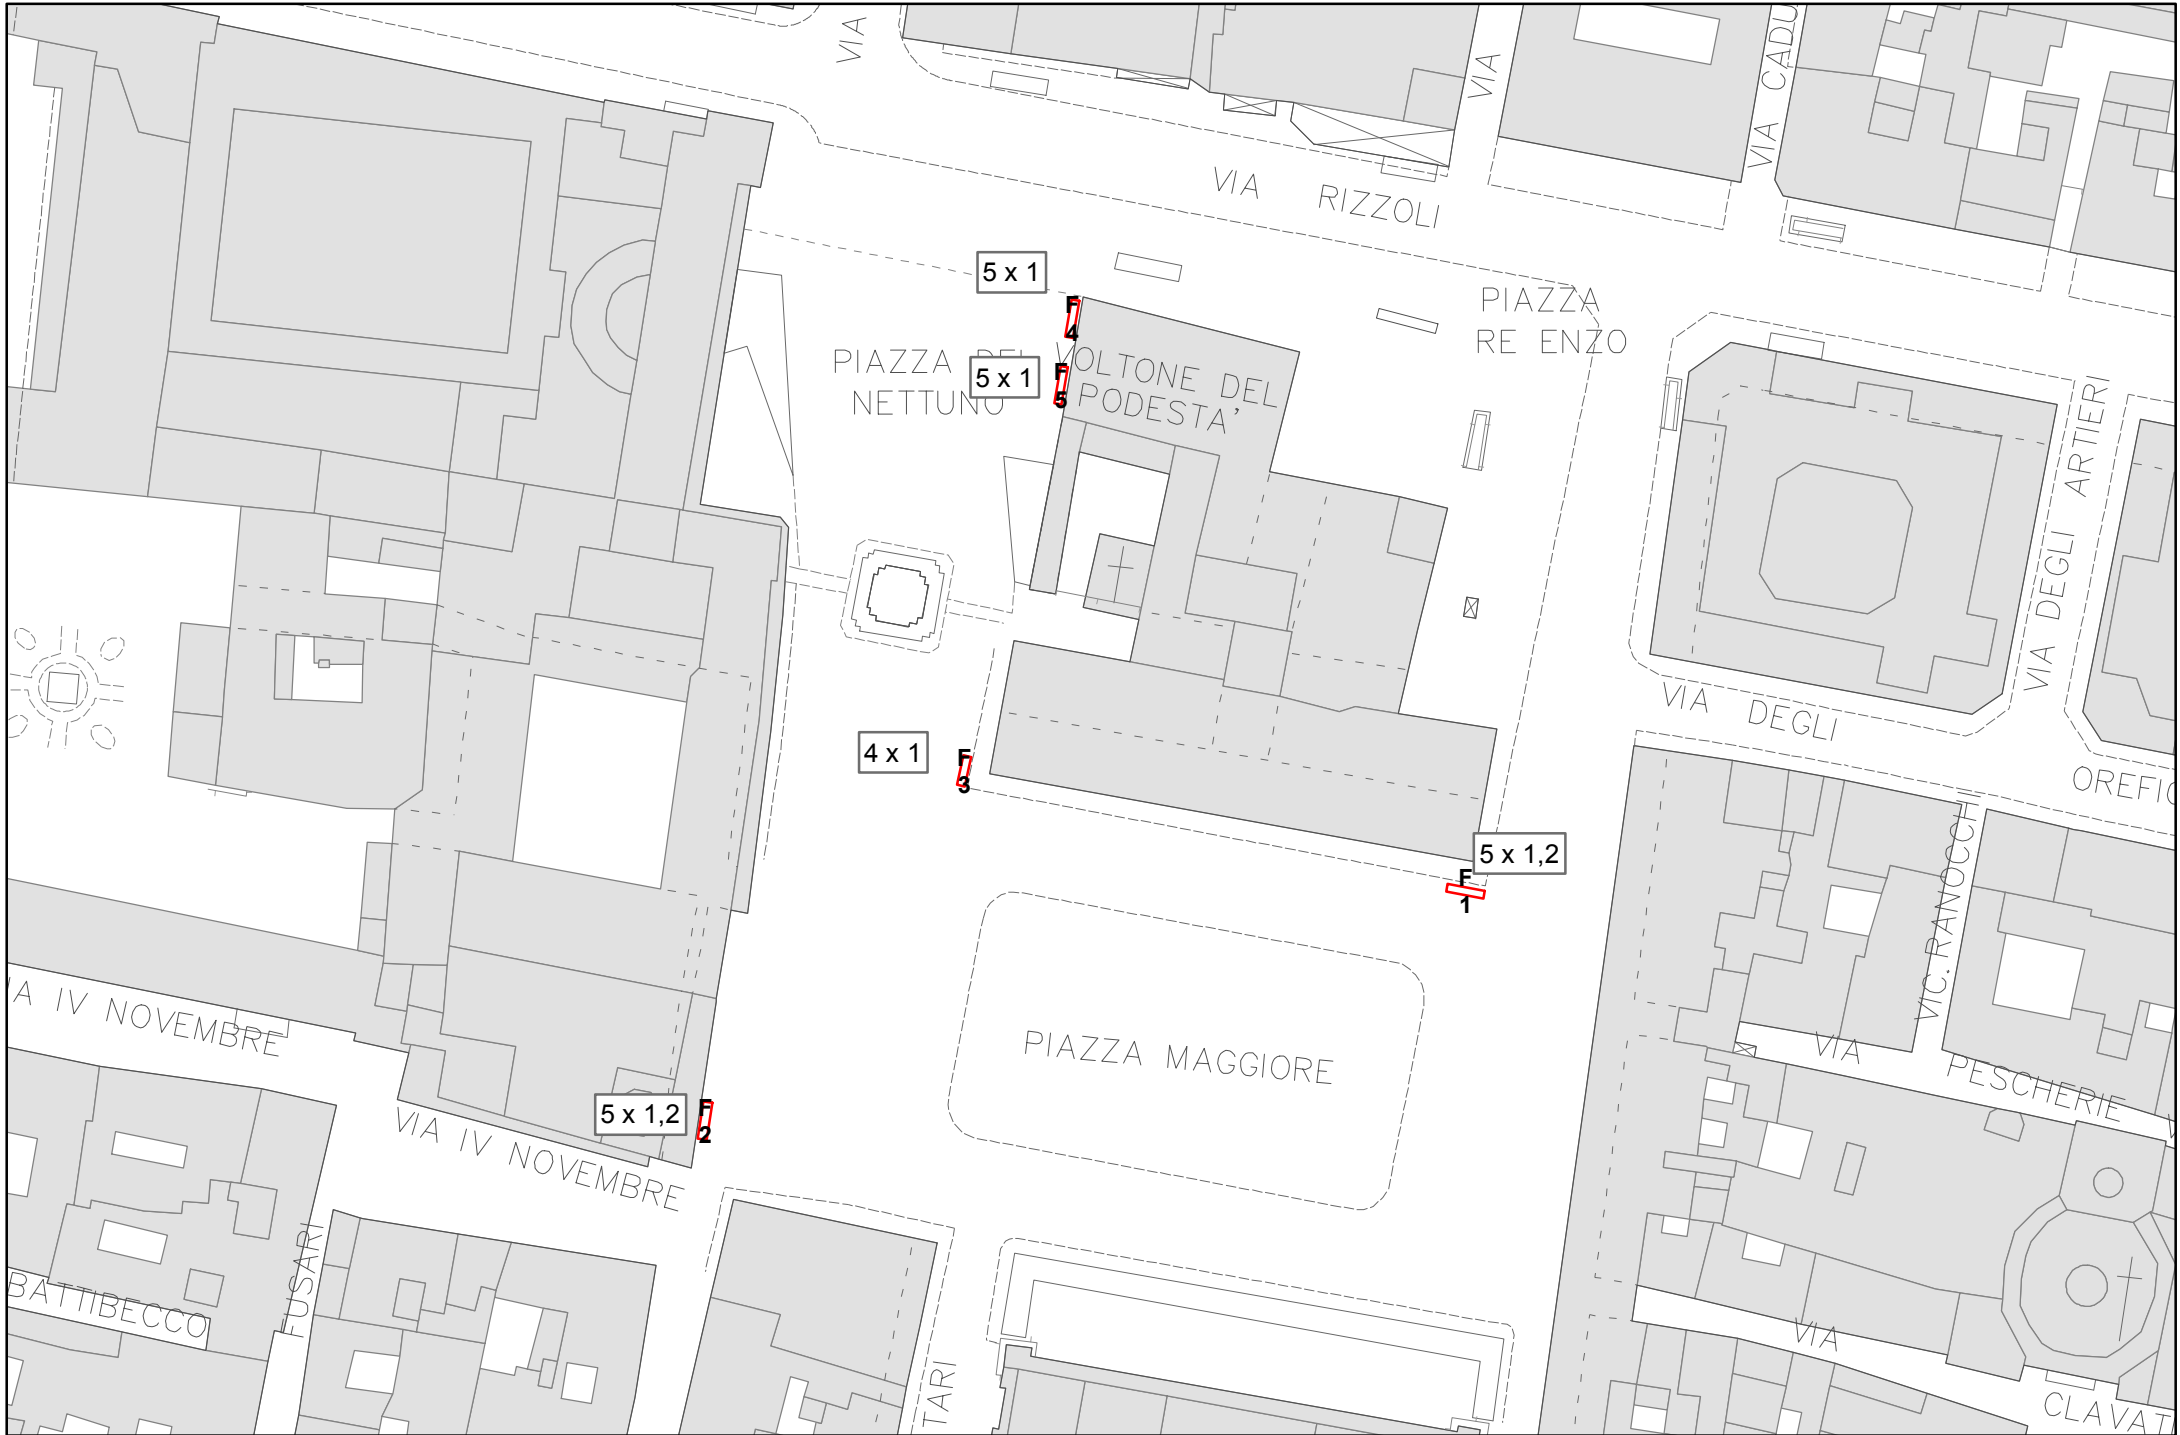 VIA
VIA
VIA CADU
VIA RIZZOLI
5 x 1
F
4
PIAZZA
RE ENZO
PIAZZA DEL
NETTUNO
5 x 1
F
5
OLTONE DEL
PODESTA'
VIA DEGLI ARTIERI
VIA DEGLI
OREFIC
4 x 1
F
3
5 x 1,2
F
1
VIC. RANOCCHI
IA IV NOVEMBRE
PIAZZA MAGGIORE
VIA
PESCHERIE V
5 x 1,2
F
2
VIA IV NOVEMBRE
FUSARI
BATTIBECCO
TARI
VIA
CLAVAT